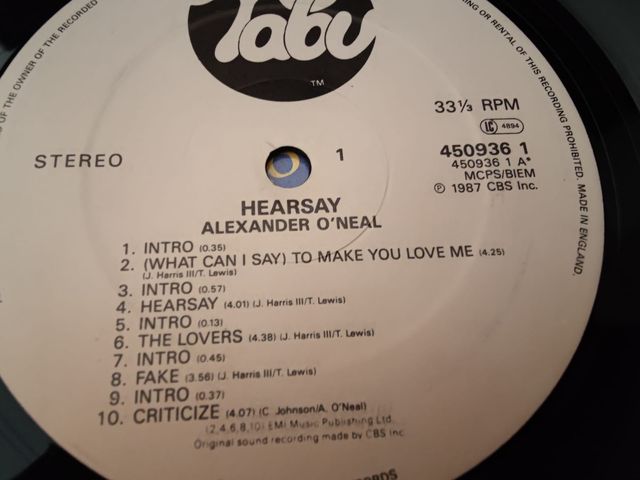 Tabu
TM
OF THE OWNER OF THE RECORDED
OR RENTAL OF THIS RECORDING PROHIBITED. MADE IN ENGLAND.
33⅓ RPM
LC 4894
STEREO
1
450936 1
450936 1 A*
MCPS/BIEM
℗ 1987 CBS Inc.
HEARSAY
ALEXANDER O'NEAL
1. INTRO (0.35)
2. (WHAT CAN I SAY) TO MAKE YOU LOVE ME (4.25)
(J. Harris III/T. Lewis)
3. INTRO (0.57)
4. HEARSAY (4.01) (J. Harris III/T. Lewis)
5. INTRO (0.13)
6. THE LOVERS (4.38) (J. Harris III/T. Lewis)
7. INTRO (0.45)
8. FAKE (3.56) (J. Harris III/T. Lewis)
9. INTRO (0.37)
10. CRITICIZE (4.07) (C. Johnson/A. O'Neal)
(2,4,6,8,10) EMI Music Publishing Ltd.
Original sound recording made by CBS Inc.